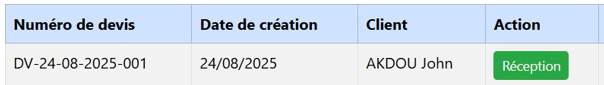 Numéro de devis Date de création Client Action
DV-24-08-2025-001 24/08/2025 AKDOU John Réception